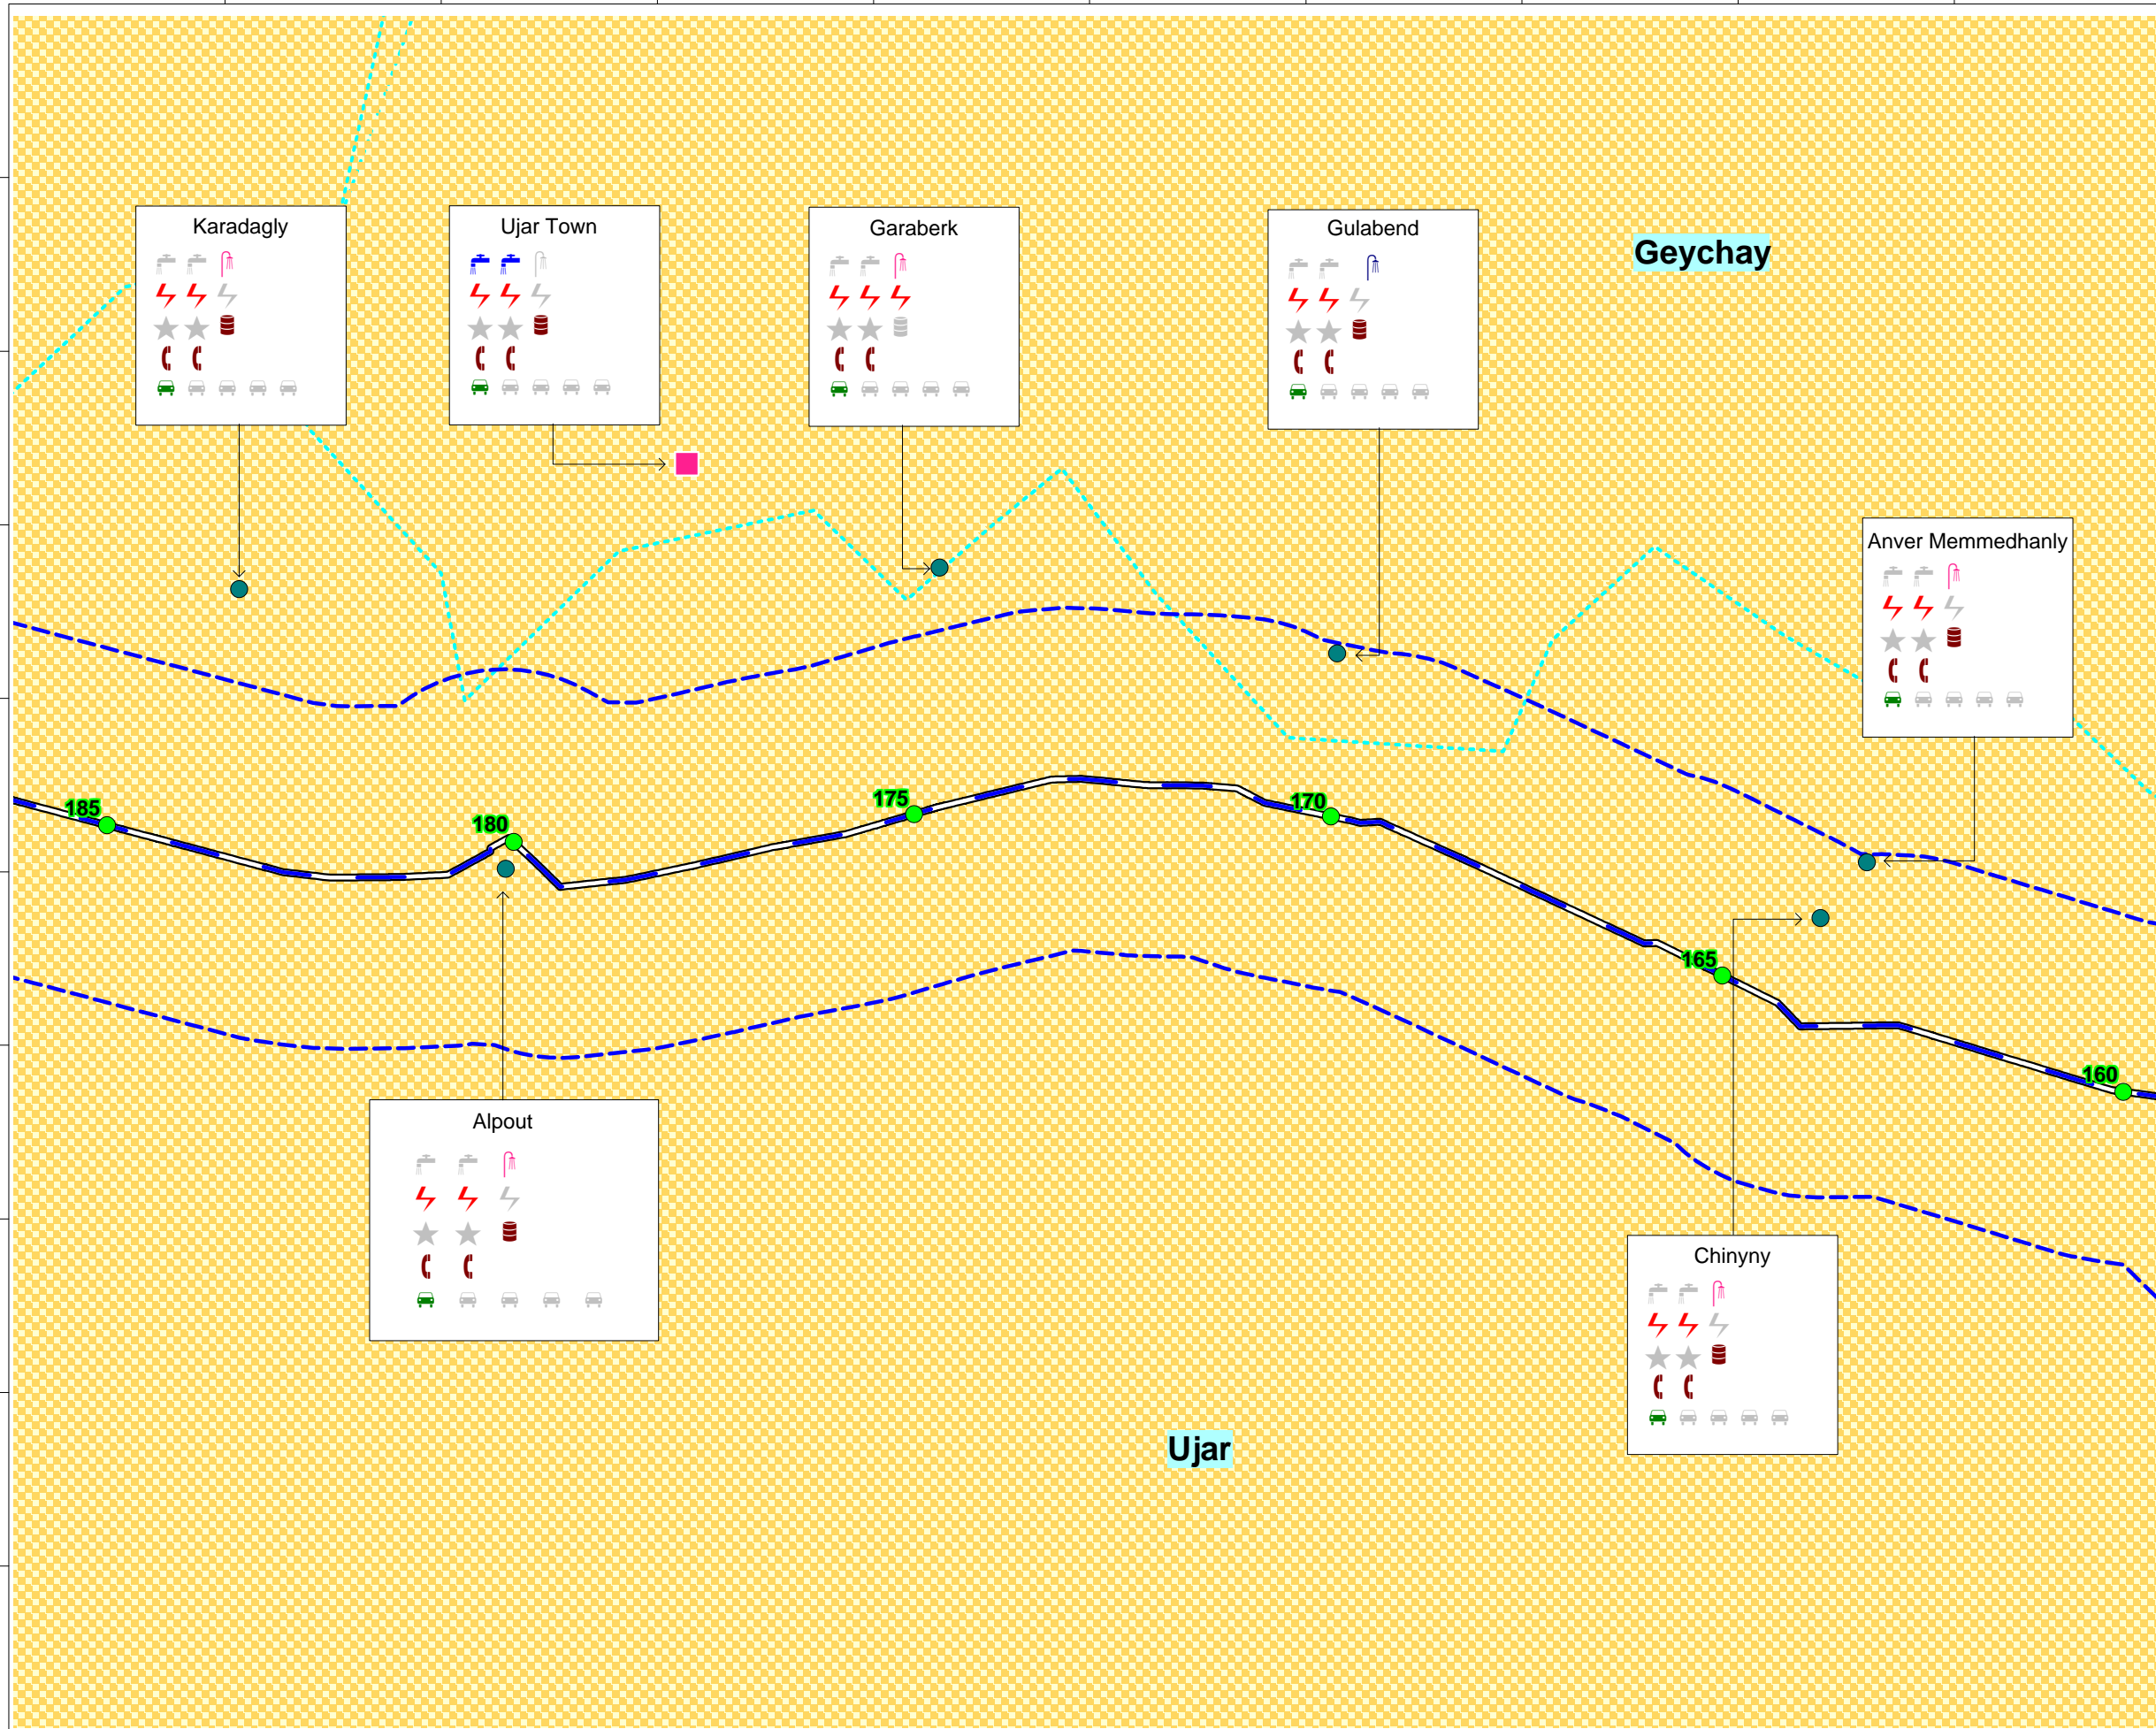 Karadagly
Ujar Town
Garaberk
Gulabend
Geychay
Anver Memmedhanly
185
180
175
170
165
160
Alpout
Chinyny
Ujar